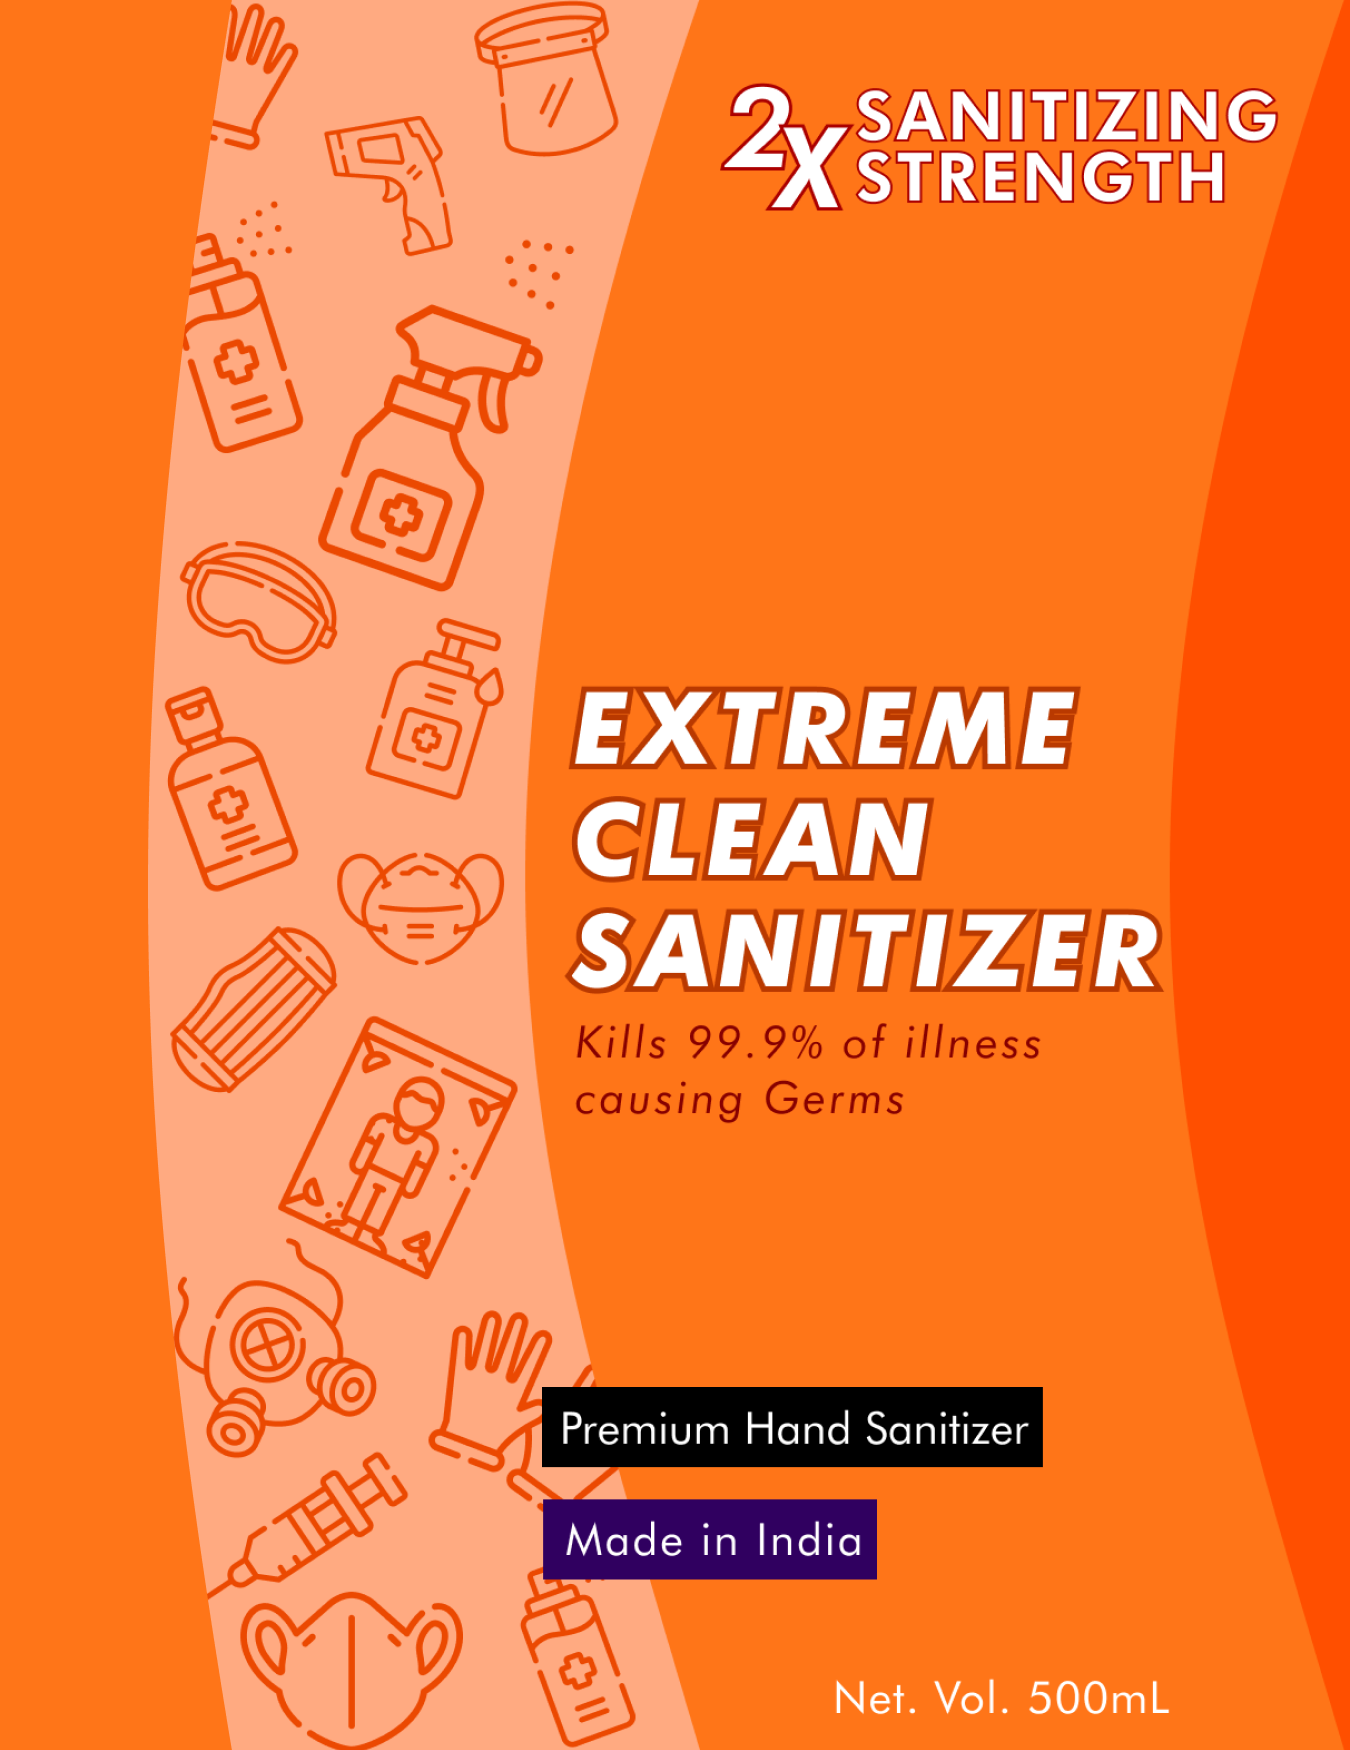 2x SANITIZING
STRENGTH
EXTREME
CLEAN
SANITIZER
Kills 99.9% of illness
causing Germs
Premium Hand Sanitizer
Made in India
Net. Vol. 500mL